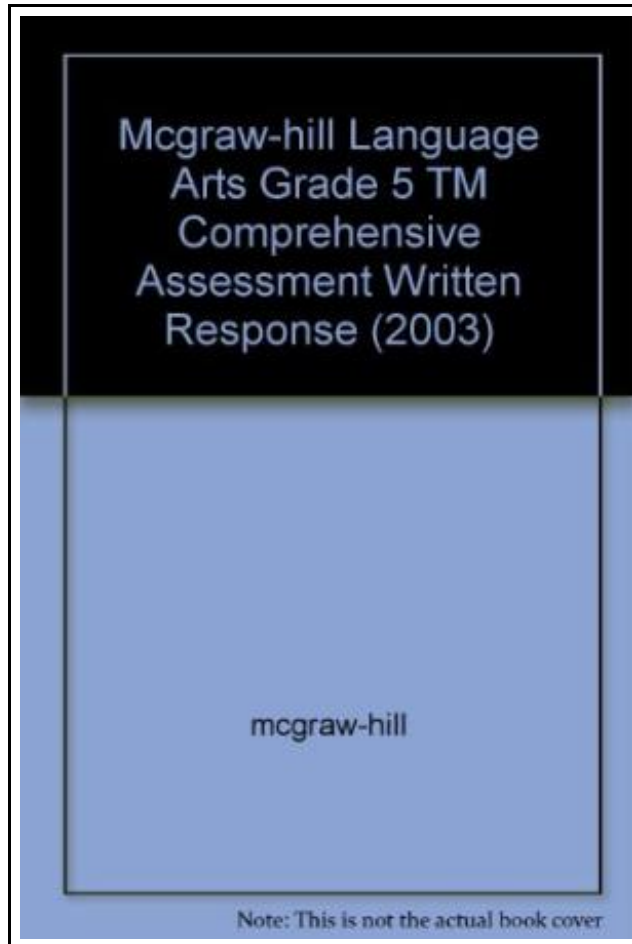 Mcgraw-hill Language
Arts Grade 5 TM
Comprehensive
Assessment Written
Response (2003)
mcgraw-hill
Note: This is not the actual book cover